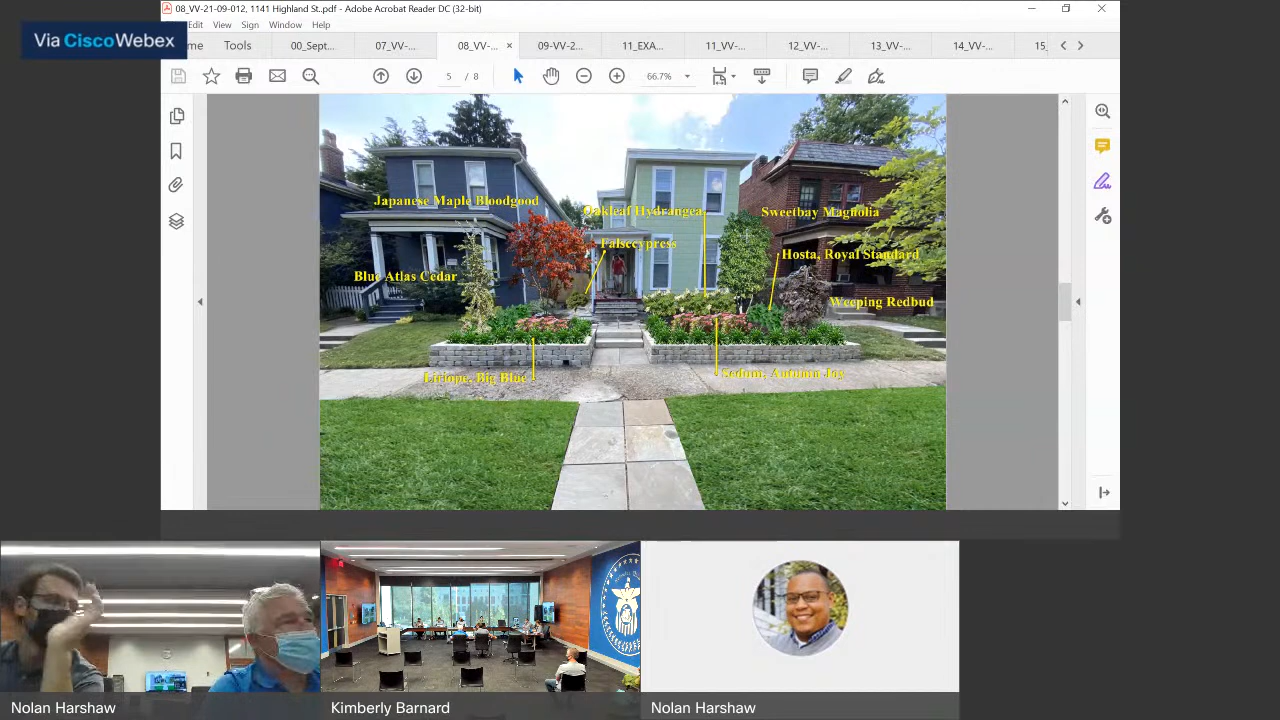 08_VV-21-09-012, 1141 Highland St..pdf - Adobe Acrobat Reader DC (32-bit)
Via CiscoWebex
Edit View Sign Window Help
me Tools 00_Sept... 07_VV-... 08_VV-... × 09-VV-2... 11_EXA... 11_VV-... 12_VV-... 13_VV-... 14_VV-... 15_
5 / 8 66.7%
Japanese Maple Bloodgood
Oakleaf Hydrangea
Sweetbay Magnolia
Falsecypress
Hosta, Royal Standard
Blue Atlas Cedar
Weeping Redbud
Liriope, Big Blue
Sedum, Autumn Joy
Nolan Harshaw
Kimberly Barnard
Nolan Harshaw